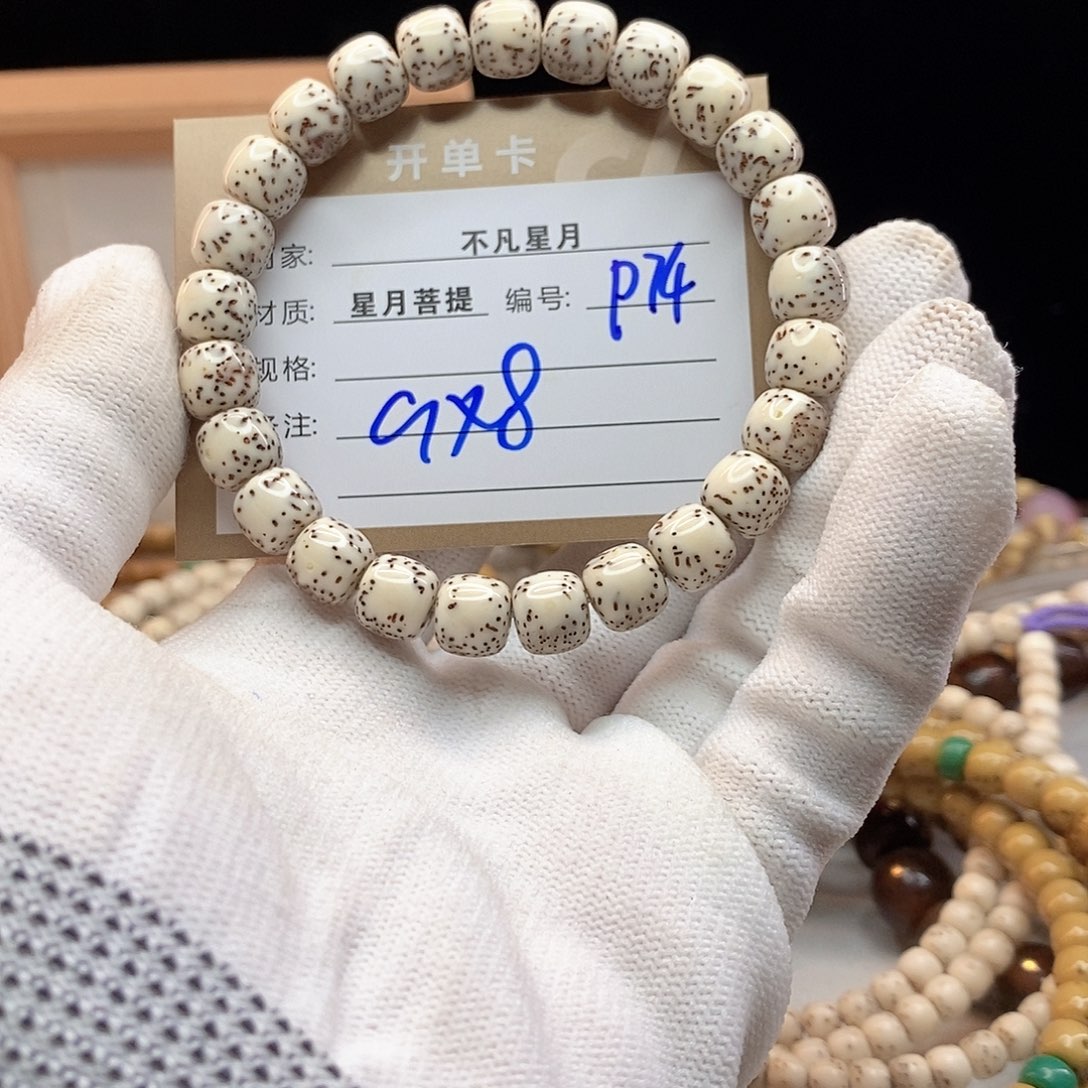 开单卡
家: 不凡星月
材质: 星月菩提 编号: P74
规格:
注: 9x8